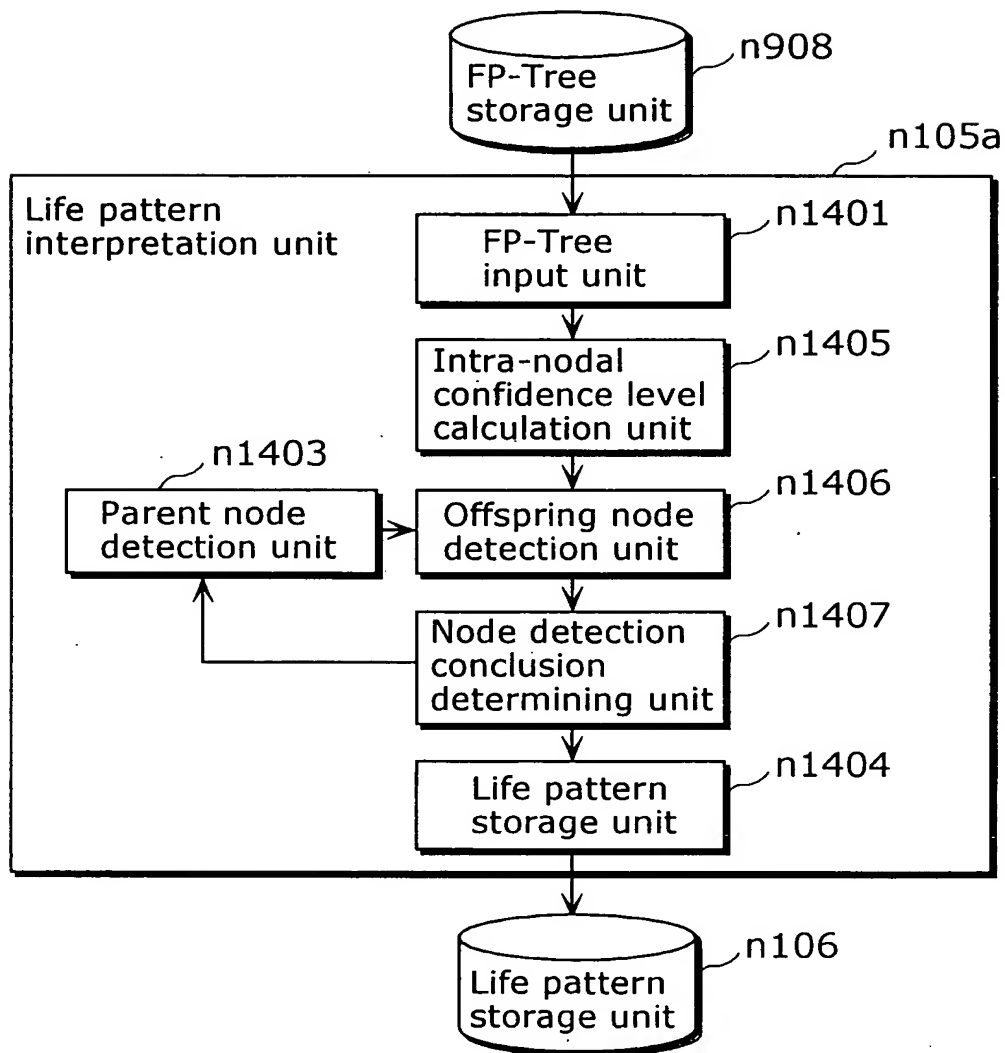 FP-Tree
storage unit
n908
n105a
Life pattern
interpretation unit
FP-Tree
input unit
n1401
Intra-nodal
confidence level
calculation unit
n1405
n1403
Parent node
detection unit
Offspring node
detection unit
n1406
Node detection
conclusion
determining unit
n1407
Life pattern
storage unit
n1404
Life pattern
storage unit
n106